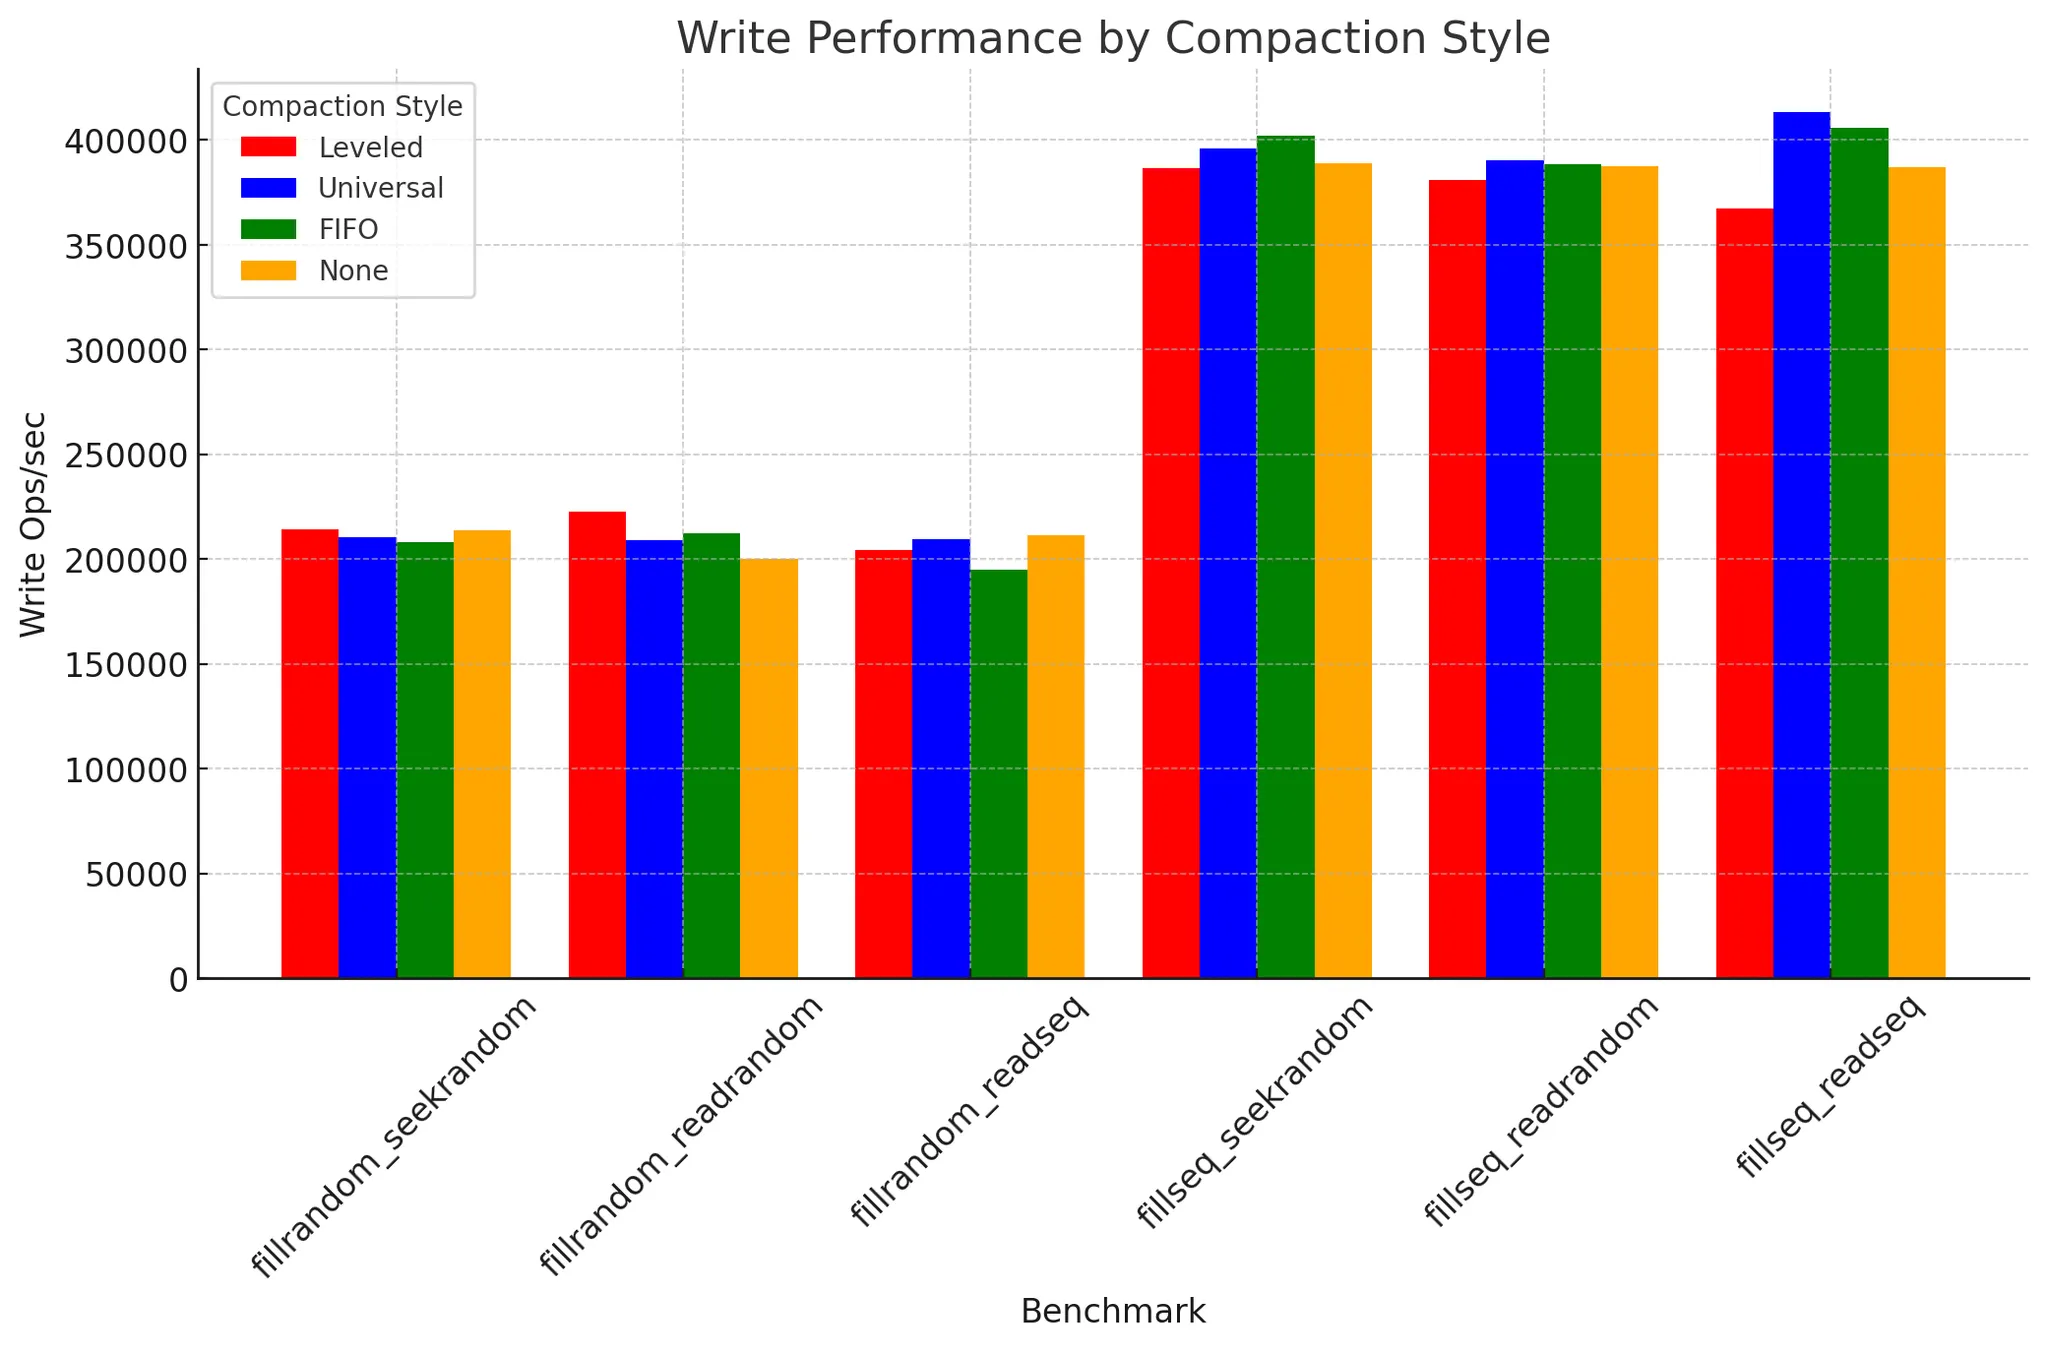 Write Performance by Compaction Style
Compaction Style
Leveled
Universal
FIFO
None
Write Ops/sec
400000
350000
300000
250000
200000
150000
100000
50000
0
fillrandom_seekrandom
fillrandom_readrandom
fillrandom_readseq
fillseq_seekrandom
fillseq_readrandom
fillseq_readseq
Benchmark